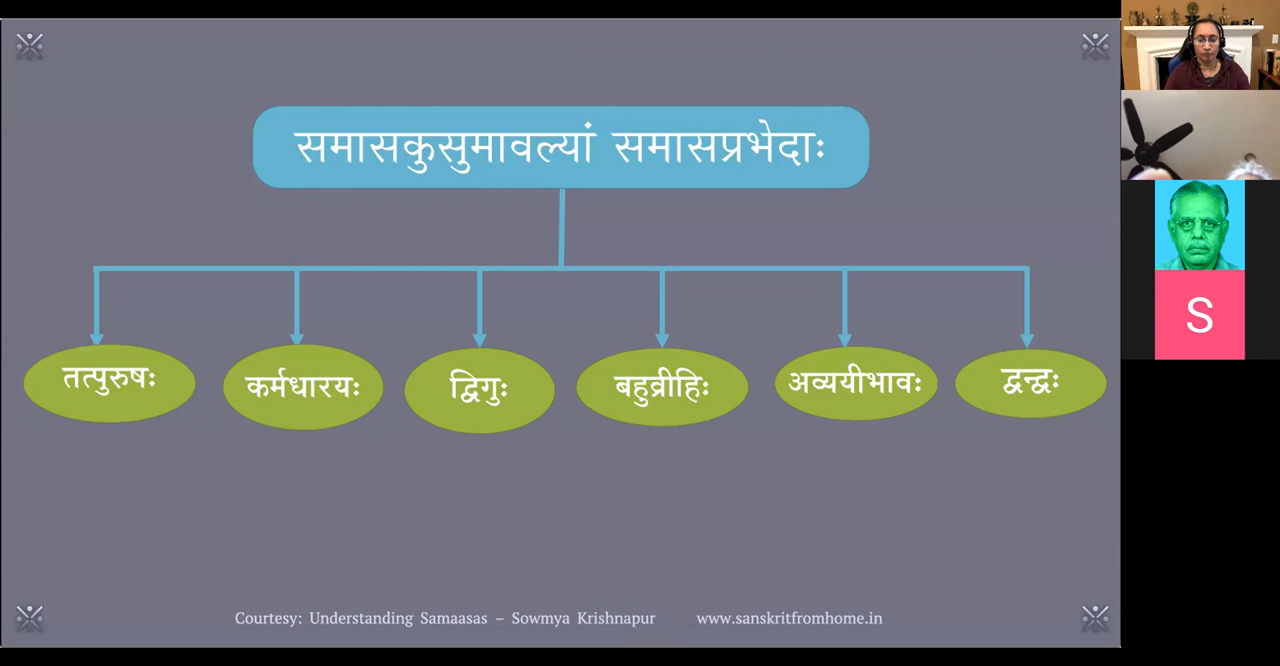 समासकुसुमावल्यां समासप्रभेदाः
तत्पुरुषः
कर्मधारयः
द्विगुः
बहुव्रीहिः
अव्ययीभावः
द्वन्द्वः
Courtesy: Understanding Samaasas – Sowmya Krishnapur www.sanskritfromhome.in
S